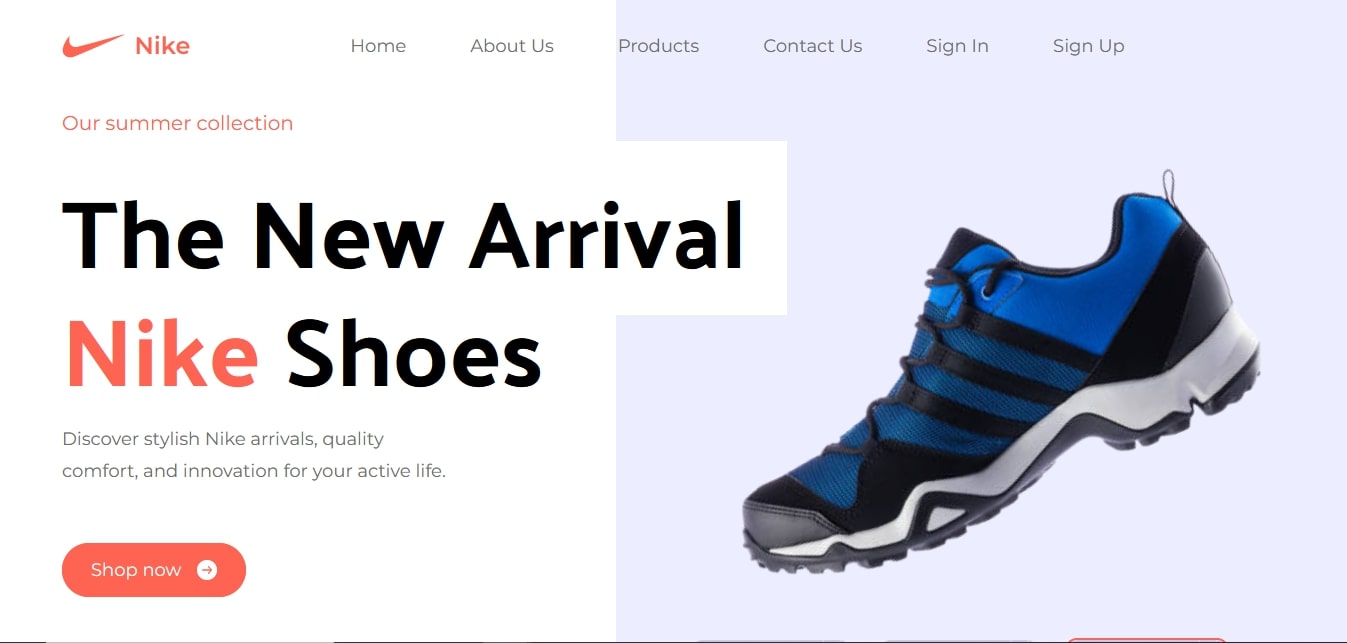 Nike
Home About Us Products Contact Us Sign In Sign Up
Our summer collection
The New Arrival
Nike Shoes
Discover stylish Nike arrivals, quality
comfort, and innovation for your active life.
Shop now